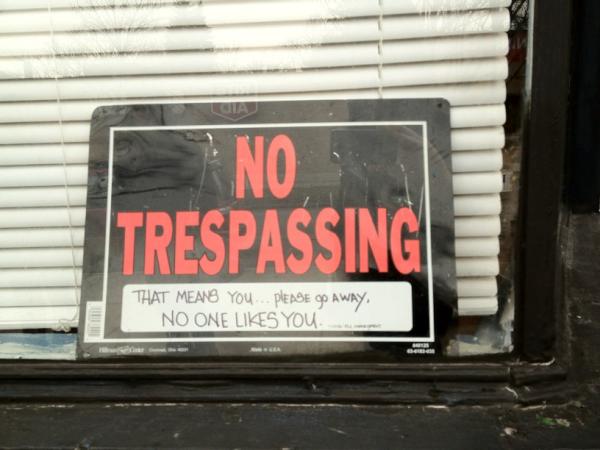 NO
TRESPASSING
THAT MEANS YOU... PLEASE go AWAY.
NO ONE LIKES YOU.